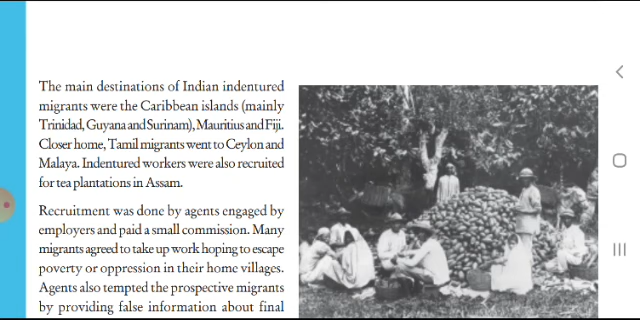 The main destinations of Indian indentured
migrants were the Caribbean islands (mainly
Trinidad, Guyana and Surinam), Mauritius and Fiji.
Closer home, Tamil migrants went to Ceylon and
Malaya. Indentured workers were also recruited
for tea plantations in Assam.
Recruitment was done by agents engaged by
employers and paid a small commission. Many
migrants agreed to take up work hoping to escape
poverty or oppression in their home villages.
Agents also tempted the prospective migrants
by providing false information about final